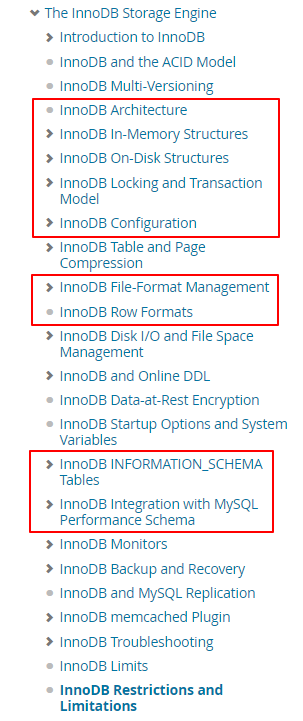 The InnoDB Storage Engine
Introduction to InnoDB
InnoDB and the ACID Model
InnoDB Multi-Versioning
InnoDB Architecture
InnoDB In-Memory Structures
InnoDB On-Disk Structures
InnoDB Locking and Transaction
Model
InnoDB Configuration
InnoDB Table and Page
Compression
InnoDB File-Format Management
InnoDB Row Formats
InnoDB Disk I/O and File Space
Management
InnoDB and Online DDL
InnoDB Data-at-Rest Encryption
InnoDB Startup Options and System
Variables
InnoDB INFORMATION_SCHEMA
Tables
InnoDB Integration with MySQL
Performance Schema
InnoDB Monitors
InnoDB Backup and Recovery
InnoDB and MySQL Replication
InnoDB memcached Plugin
InnoDB Troubleshooting
InnoDB Limits
InnoDB Restrictions and
Limitations